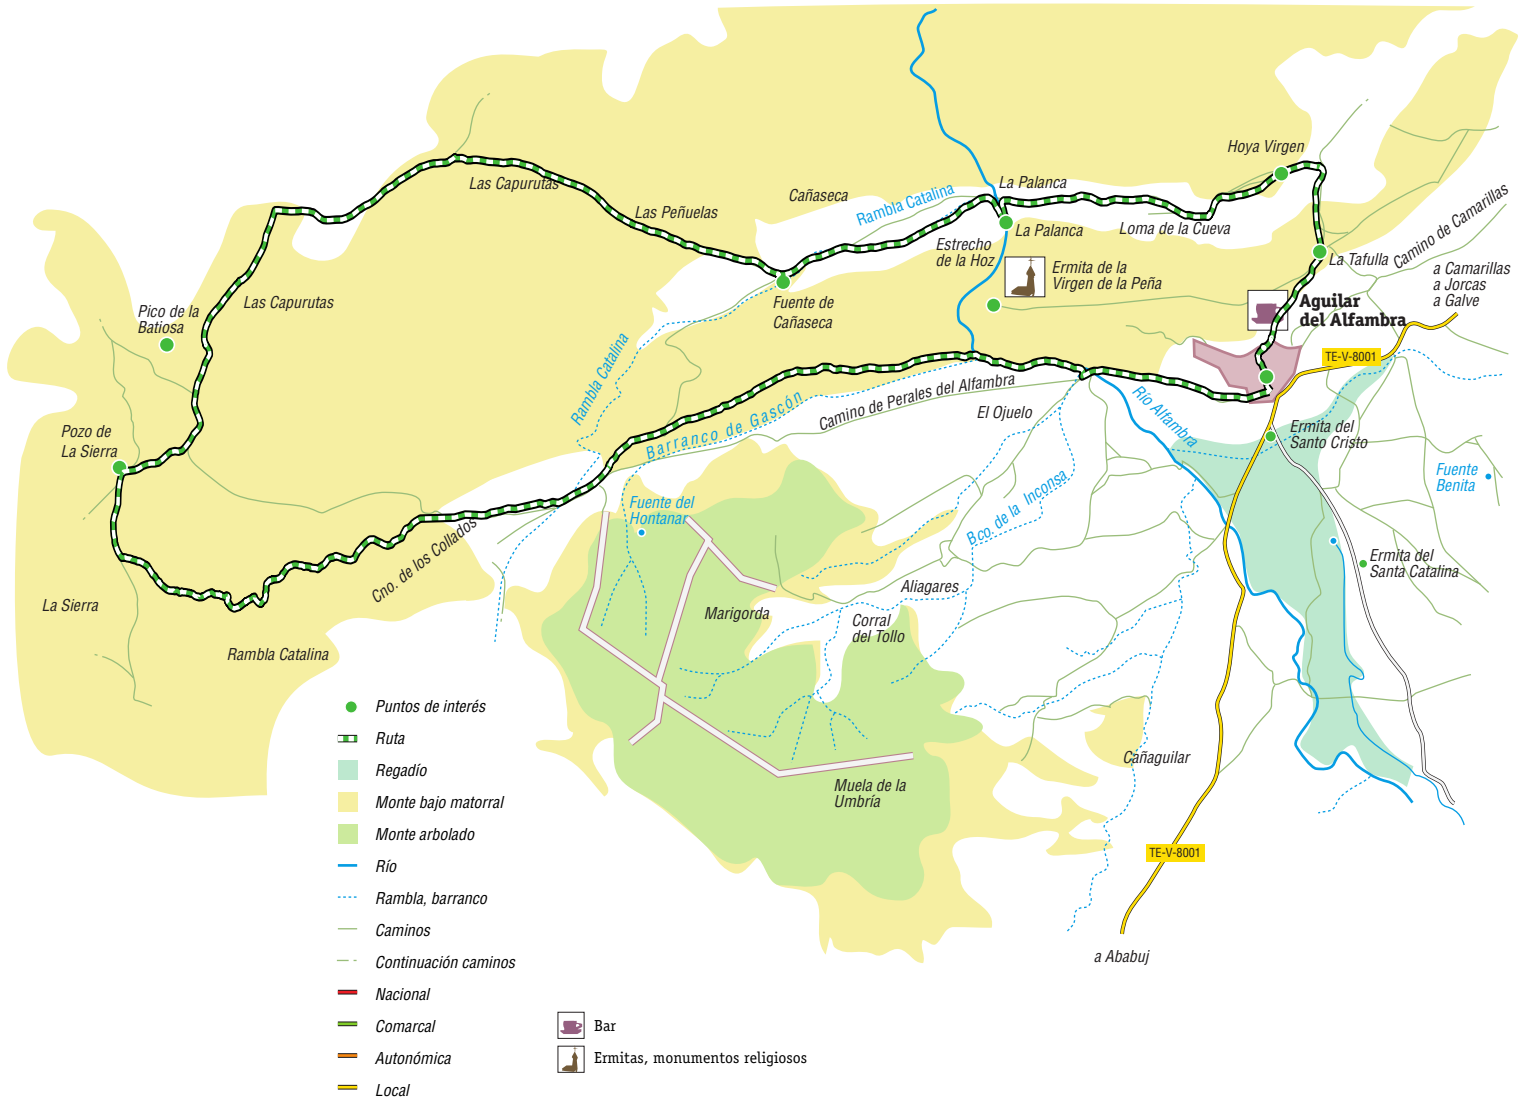 Hoya Virgen
Las Capurutas
La Palanca
Cañaseca
Rambla Catalina
Las Peñuelas
Loma de la Cueva
La Palanca
Camino de Camarillas
Estrecho
de la Hoz
La Tafulla
Ermita de la
Virgen de la Peña
a Camarillas
a Jorcas
a Galve
Las Capurutas
Fuente de
Cañaseca
Aguilar
del Alfambra
Pico de la
Batiosa
Rambla Catalina
TE-V-8001
Camino de Perales del Alfambra
Río Alfambra
Barranco de Gascón
El Ojuelo
Pozo de
La Sierra
Ermita del
Santo Cristo
Fuente
Benita
Fuente del
Hontanar
Bco. de la Inconsa
Cno. de los Collados
Ermita del
Santa Catalina
La Sierra
Aliagares
Marigorda
Corral
del Tollo
Rambla Catalina
Cañaguilar
Muela de la
Umbría
TE-V-8001
a Ababuj
Puntos de interés
Ruta
Regadío
Monte bajo matorral
Monte arbolado
Río
Rambla, barranco
Caminos
Continuación caminos
Nacional
Comarcal
Autonómica
Local
Bar
Ermitas, monumentos religiosos